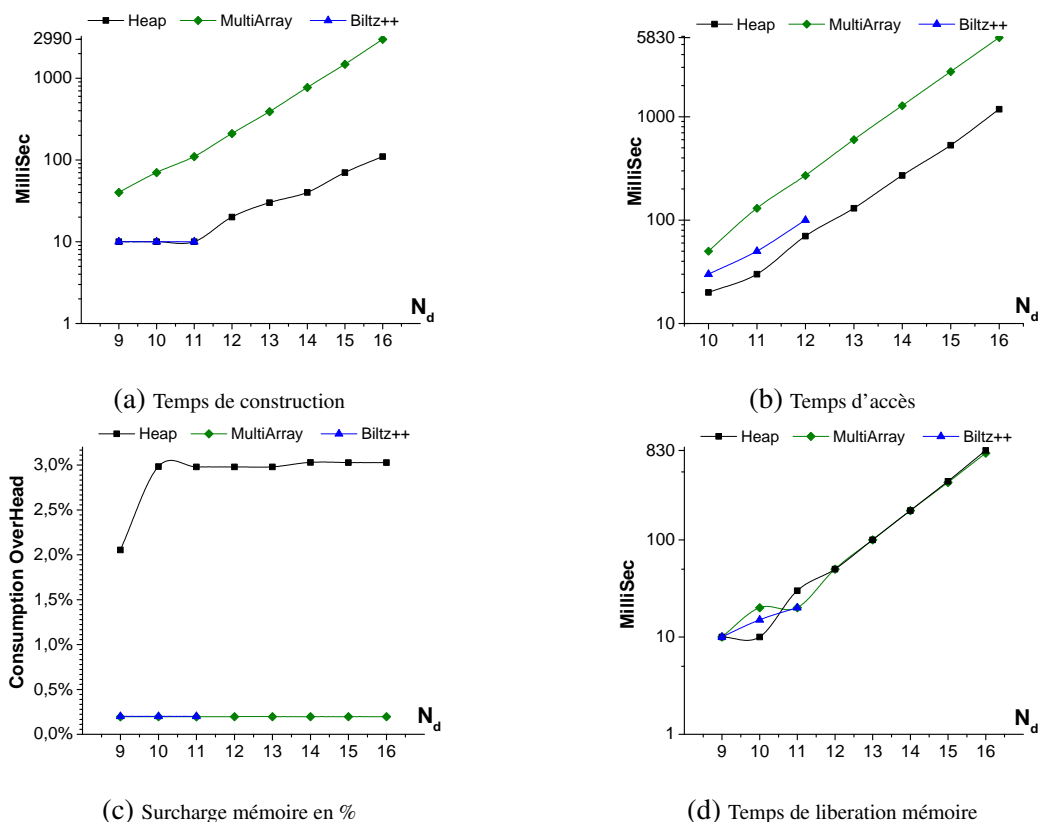 Heap MultiArray Biltz++
2990
1000
100
10
1
MilliSec
N_d
9 10 11 12 13 14 15 16
(a) Temps de construction
Heap MultiArray Biltz++
5830
1000
100
10
MilliSec
N_d
10 11 12 13 14 15 16
(b) Temps d'accès
Heap MultiArray Biltz++
3,0%
2,5%
2,0%
1,5%
1,0%
0,5%
0,0%
Consumption OverHead
N_d
9 10 11 12 13 14 15 16
(c) Surcharge mémoire en %
Heap MultiArray Biltz++
830
100
10
1
MilliSec
N_d
9 10 11 12 13 14 15 16
(d) Temps de liberation mémoire